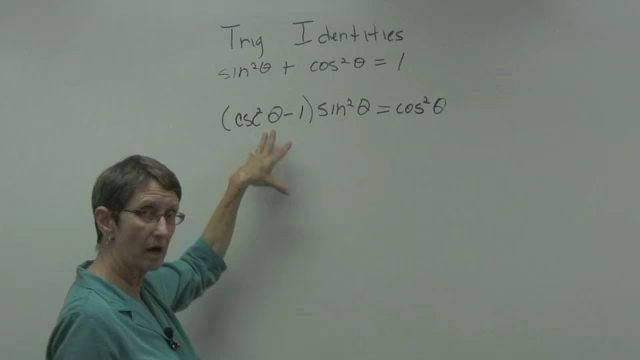 Trig Identities
sin²θ + cos²θ = 1
(csc²θ - 1) sin²θ = cos²θ